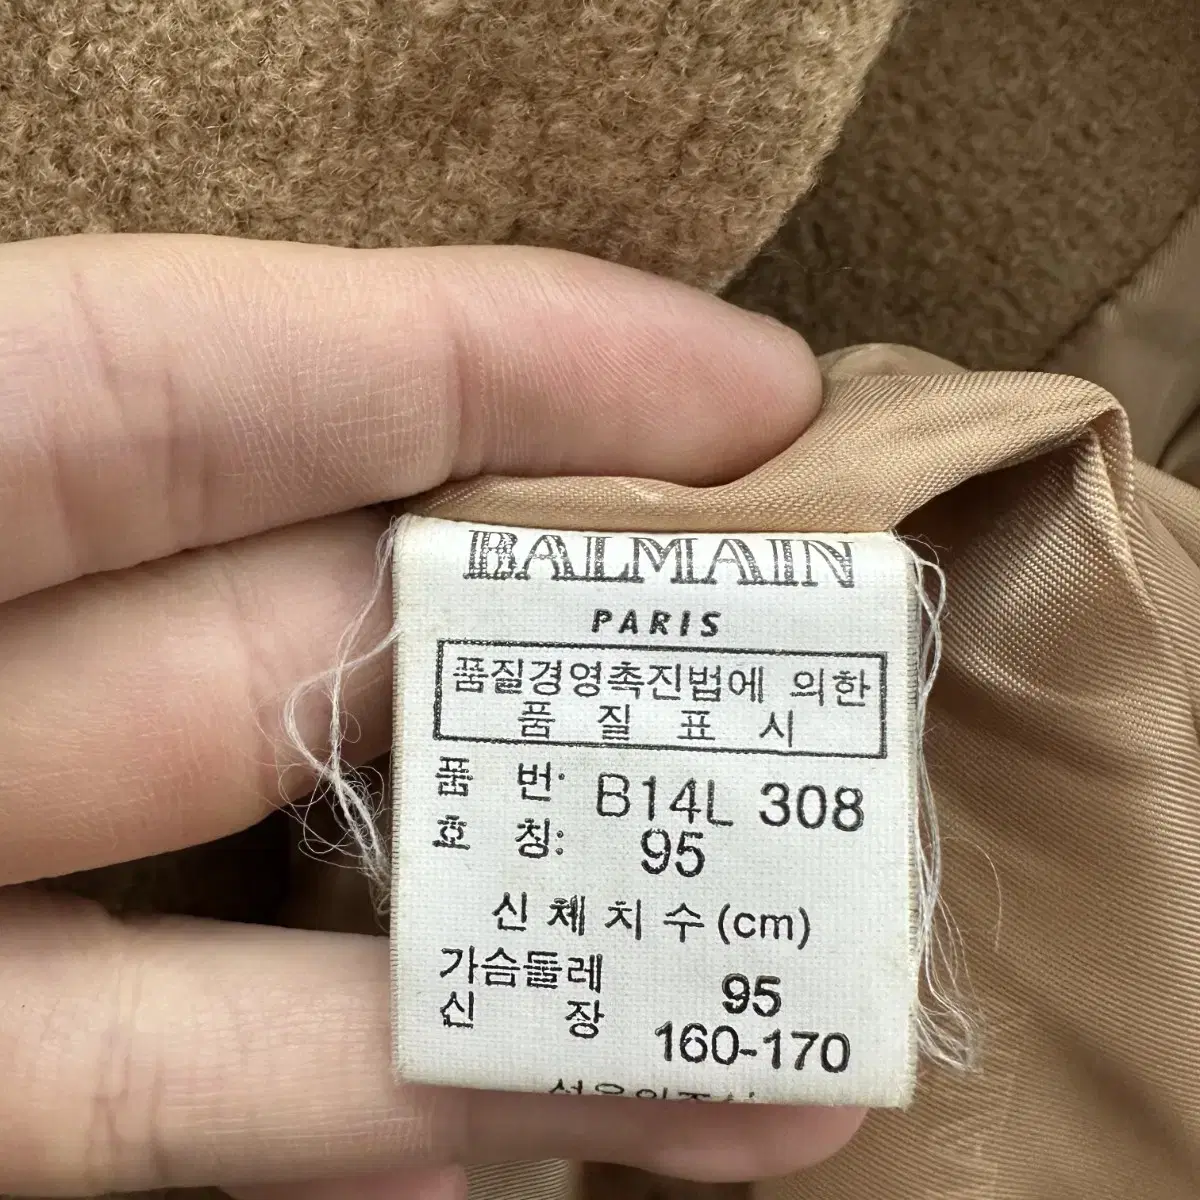 BALMAIN
PARIS
품질경영촉진법에 의한
품 질 표 시
품 번: B14L 308
호 칭: 95
신 체 치 수 (cm)
가슴둘레 95
신 장 160-170